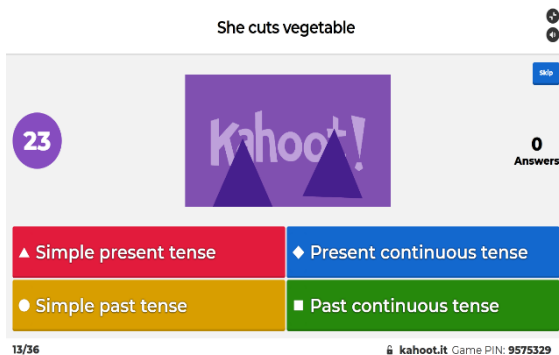 She cuts vegetable
Skip
23
Kahoot!
0
Answers
Simple present tense
Present continuous tense
Simple past tense
Past continuous tense
13/36
kahoot.it Game PIN: 9575329